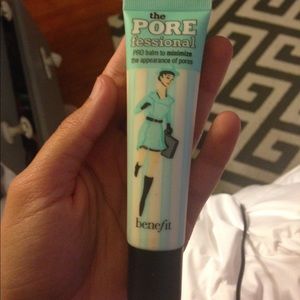 the
PORE
fessional
PRO balm to minimize
the appearance of pores
benefit